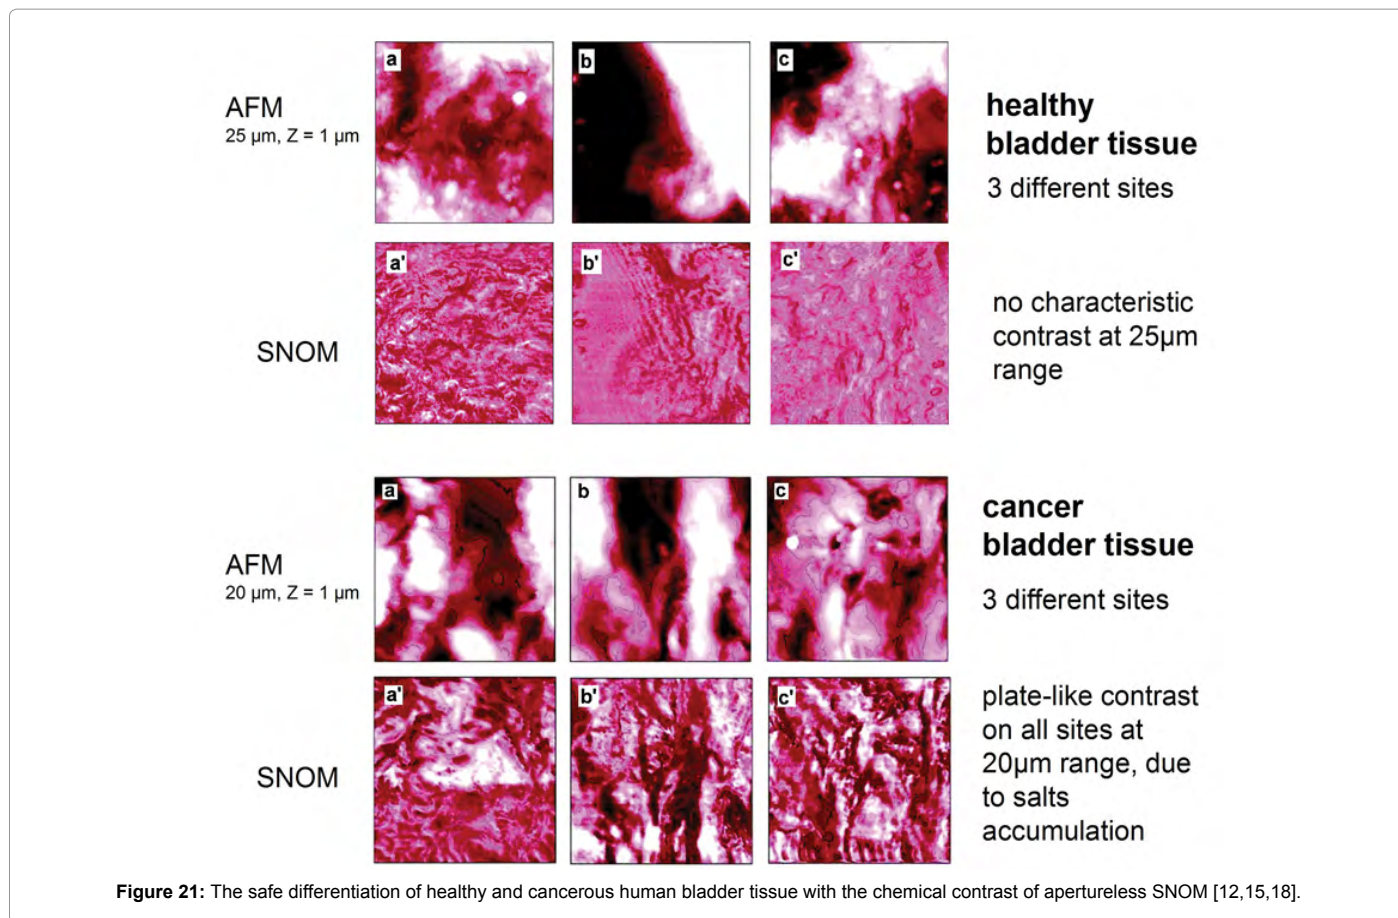 a
b
c
AFM
25 µm, Z = 1 µm
healthy
bladder tissue
3 different sites
a'
b'
c'
SNOM
no characteristic
contrast at 25µm
range
a
b
c
AFM
20 µm, Z = 1 µm
cancer
bladder tissue
3 different sites
a'
b'
c'
SNOM
plate-like contrast
on all sites at
20µm range, due
to salts
accumulation
Figure 21: The safe differentiation of healthy and cancerous human bladder tissue with the chemical contrast of apertureless SNOM [12,15,18].